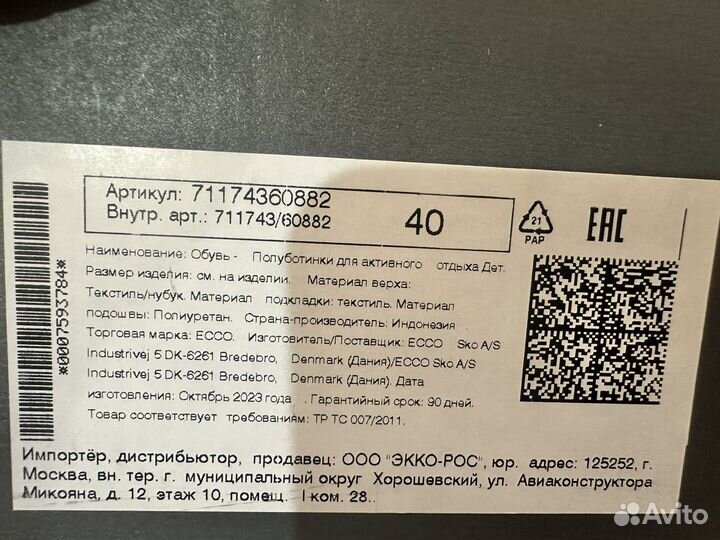 Артикул: 71174360882
Внутр. арт.: 711743/60882
40
21
PAP
EAC
Наименование: Обувь - Полуботинки для активного отдыха Дет.
Размер изделия: см. на изделии. Материал верха:
Текстиль/нубук. Материал подкладки: текстиль. Материал
подошвы: Полиуретан. Страна-производитель: Индонезия
Торговая марка: ECCO. Изготовитель/Поставщик: ECCO Sko A/S
Industrivej 5 DK-6261 Bredebro, Denmark (Дания)/ECCO Sko A/S
Industrivej 5 DK-6261 Bredebro, Denmark (Дания). Дата
изготовления: Октябрь 2023 года . Гарантийный срок: 90 дней.
Товар соответствует требованиям: ТР ТС 007/2011.
*0007593784*
Импортёр, дистрибьютор, продавец: ООО "ЭККО-РОС", юр. адрес: 125252, г.
Москва, вн. тер. г. муниципальный округ Хорошевский, ул. Авиаконструктора
Микояна, д. 12, этаж 10, помещ. I ком. 28..
Avito